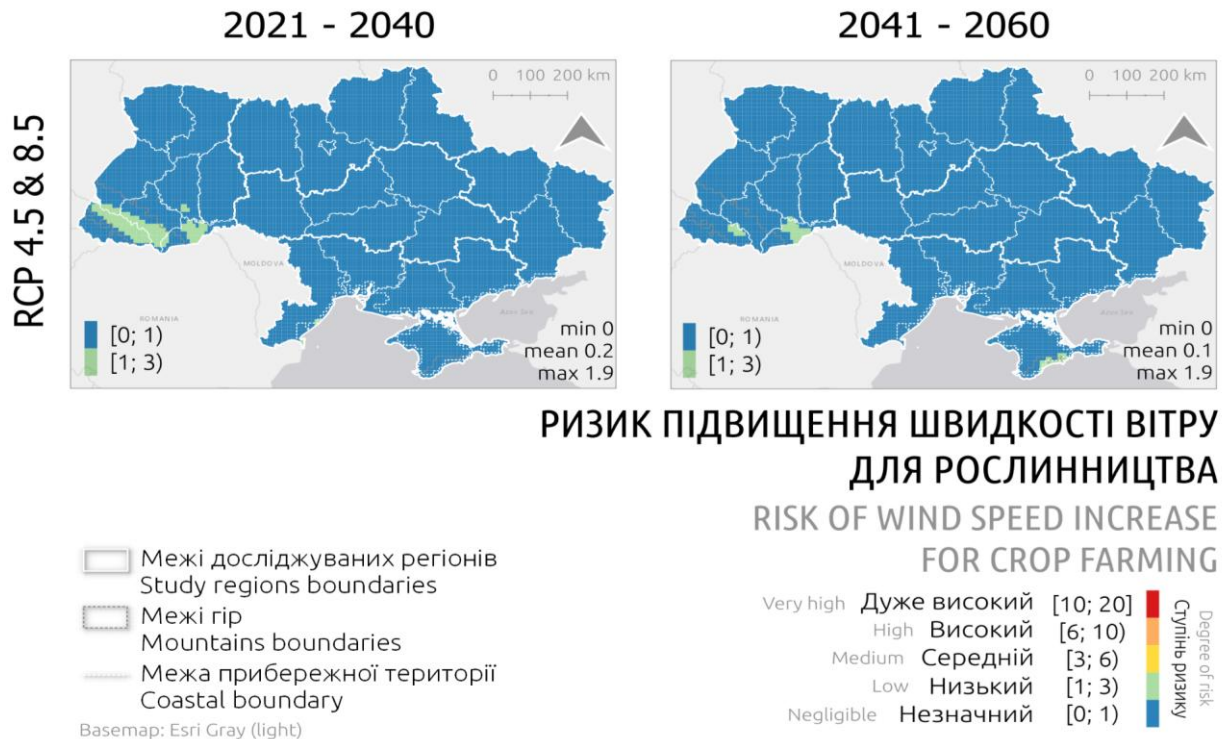 2021 - 2040
2041 - 2060
RCP 4.5 & 8.5
0 100 200 km
MOLDOVA
ROMANIA
Azov Sea
[0; 1)
[1; 3)
min 0
mean 0.2
max 1.9
0 100 200 km
MOLDOVA
ROMANIA
Azov Sea
[0; 1)
[1; 3)
min 0
mean 0.1
max 1.9
РИЗИК ПІДВИЩЕННЯ ШВИДКОСТІ ВІТРУ
ДЛЯ РОСЛИННИЦТВА
RISK OF WIND SPEED INCREASE
FOR CROP FARMING
Межі досліджуваних регіонів
Study regions boundaries
Межі гір
Mountains boundaries
Межа прибережної території
Coastal boundary
Basemap: Esri Gray (light)
Very high Дуже високий [10; 20]
High Високий [6; 10)
Medium Середній [3; 6)
Low Низький [1; 3)
Negligible Незначний [0; 1)
Ступінь ризику
Degree of risk